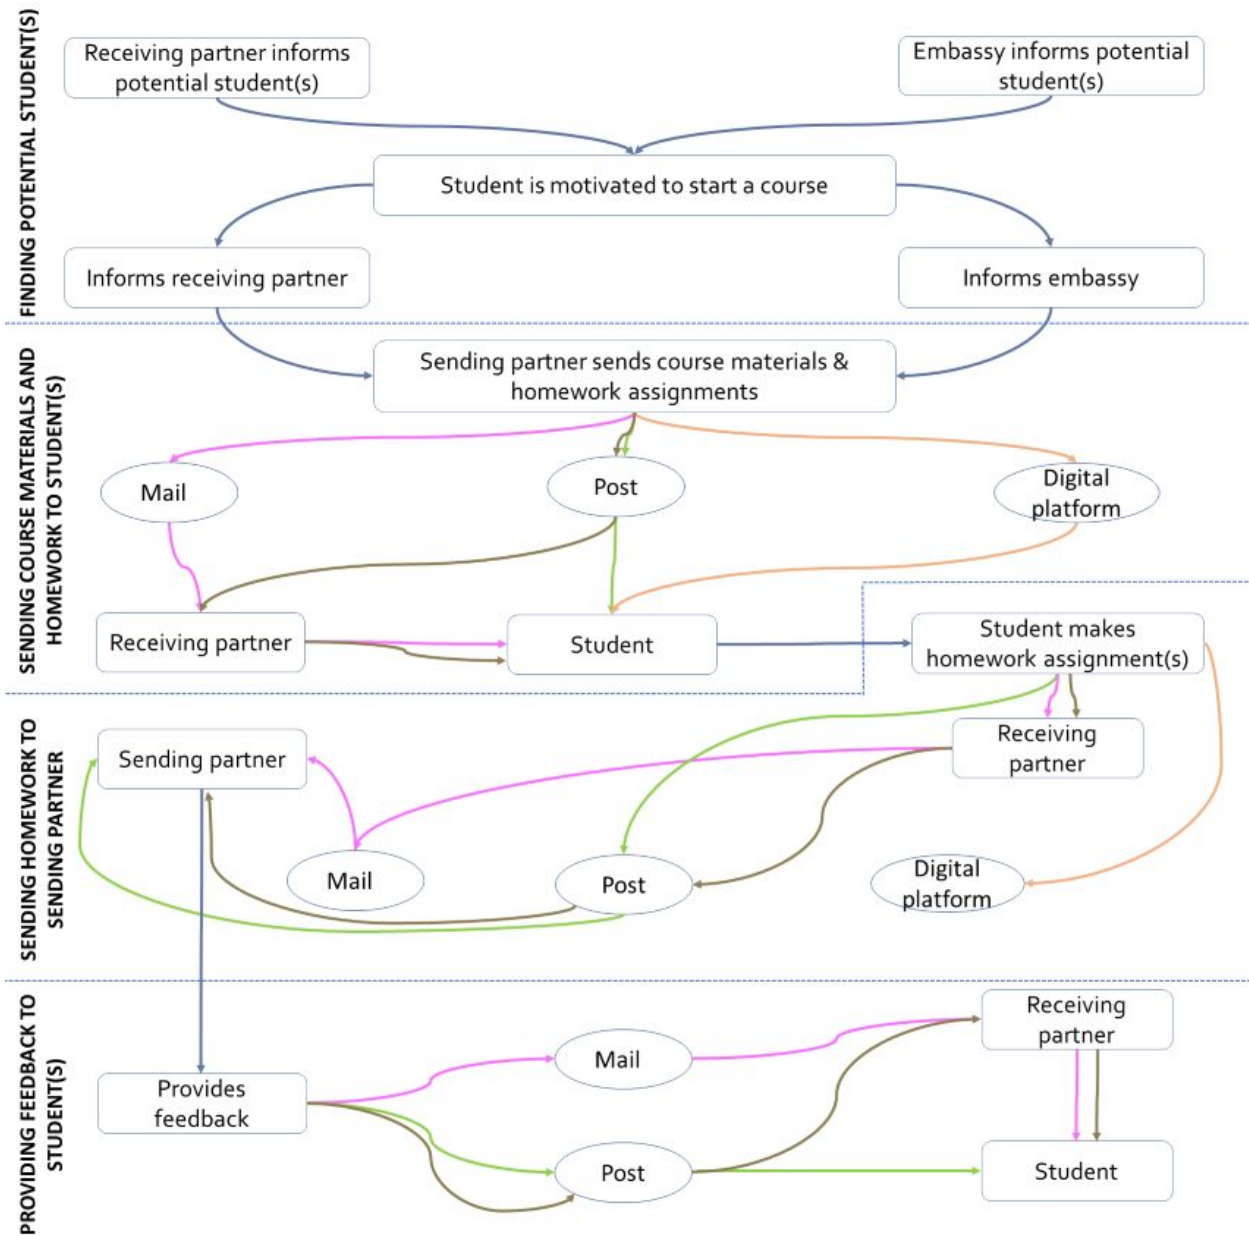 FINDING POTENTIAL STUDENT(S)
Receiving partner informs
potential student(s)
Embassy informs potential
student(s)
Student is motivated to start a course
Informs receiving partner
Informs embassy
SENDING COURSE MATERIALS AND
HOMEWORK TO STUDENT(S)
Sending partner sends course materials &
homework assignments
Mail
Post
Digital
platform
Receiving partner
Student
Student makes
homework assignment(s)
SENDING HOMEWORK TO
SENDING PARTNER
Sending partner
Receiving
partner
Mail
Post
Digital
platform
PROVIDING FEEDBACK TO
STUDENT(S)
Receiving
partner
Mail
Provides
feedback
Post
Student